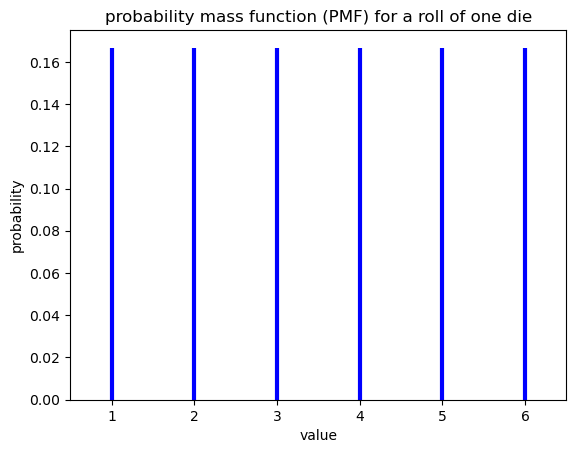 probability mass function (PMF) for a roll of one die
0.16
0.14
0.12
0.10
0.08
0.06
0.04
0.02
0.00
probability
1 2 3 4 5 6
value